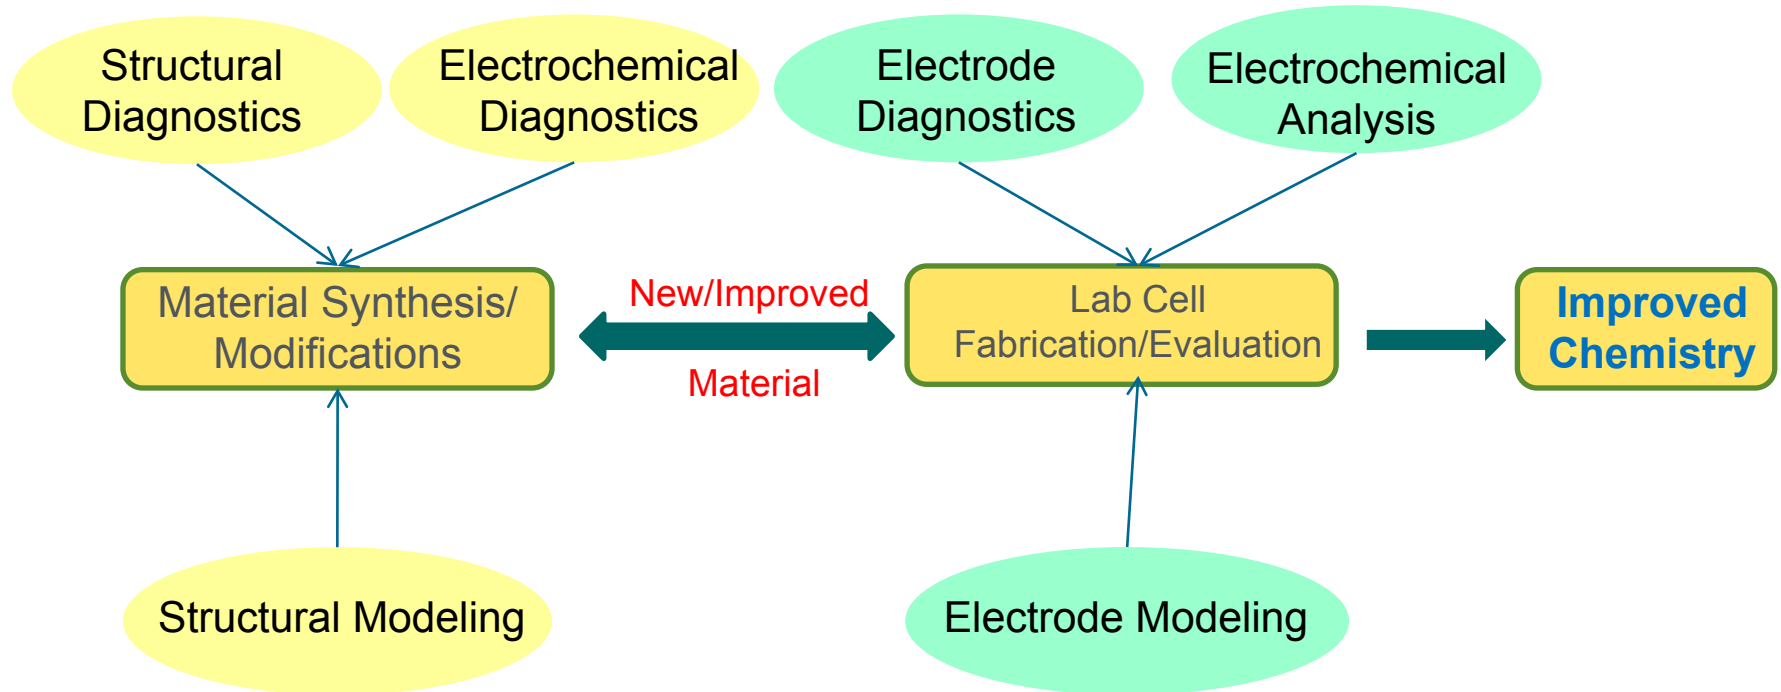 Structural
Diagnostics
Electrochemical
Diagnostics
Electrode
Diagnostics
Electrochemical
Analysis
Material Synthesis/
Modifications
New/Improved
Material
Lab Cell
Fabrication/Evaluation
Improved
Chemistry
Structural Modeling
Electrode Modeling